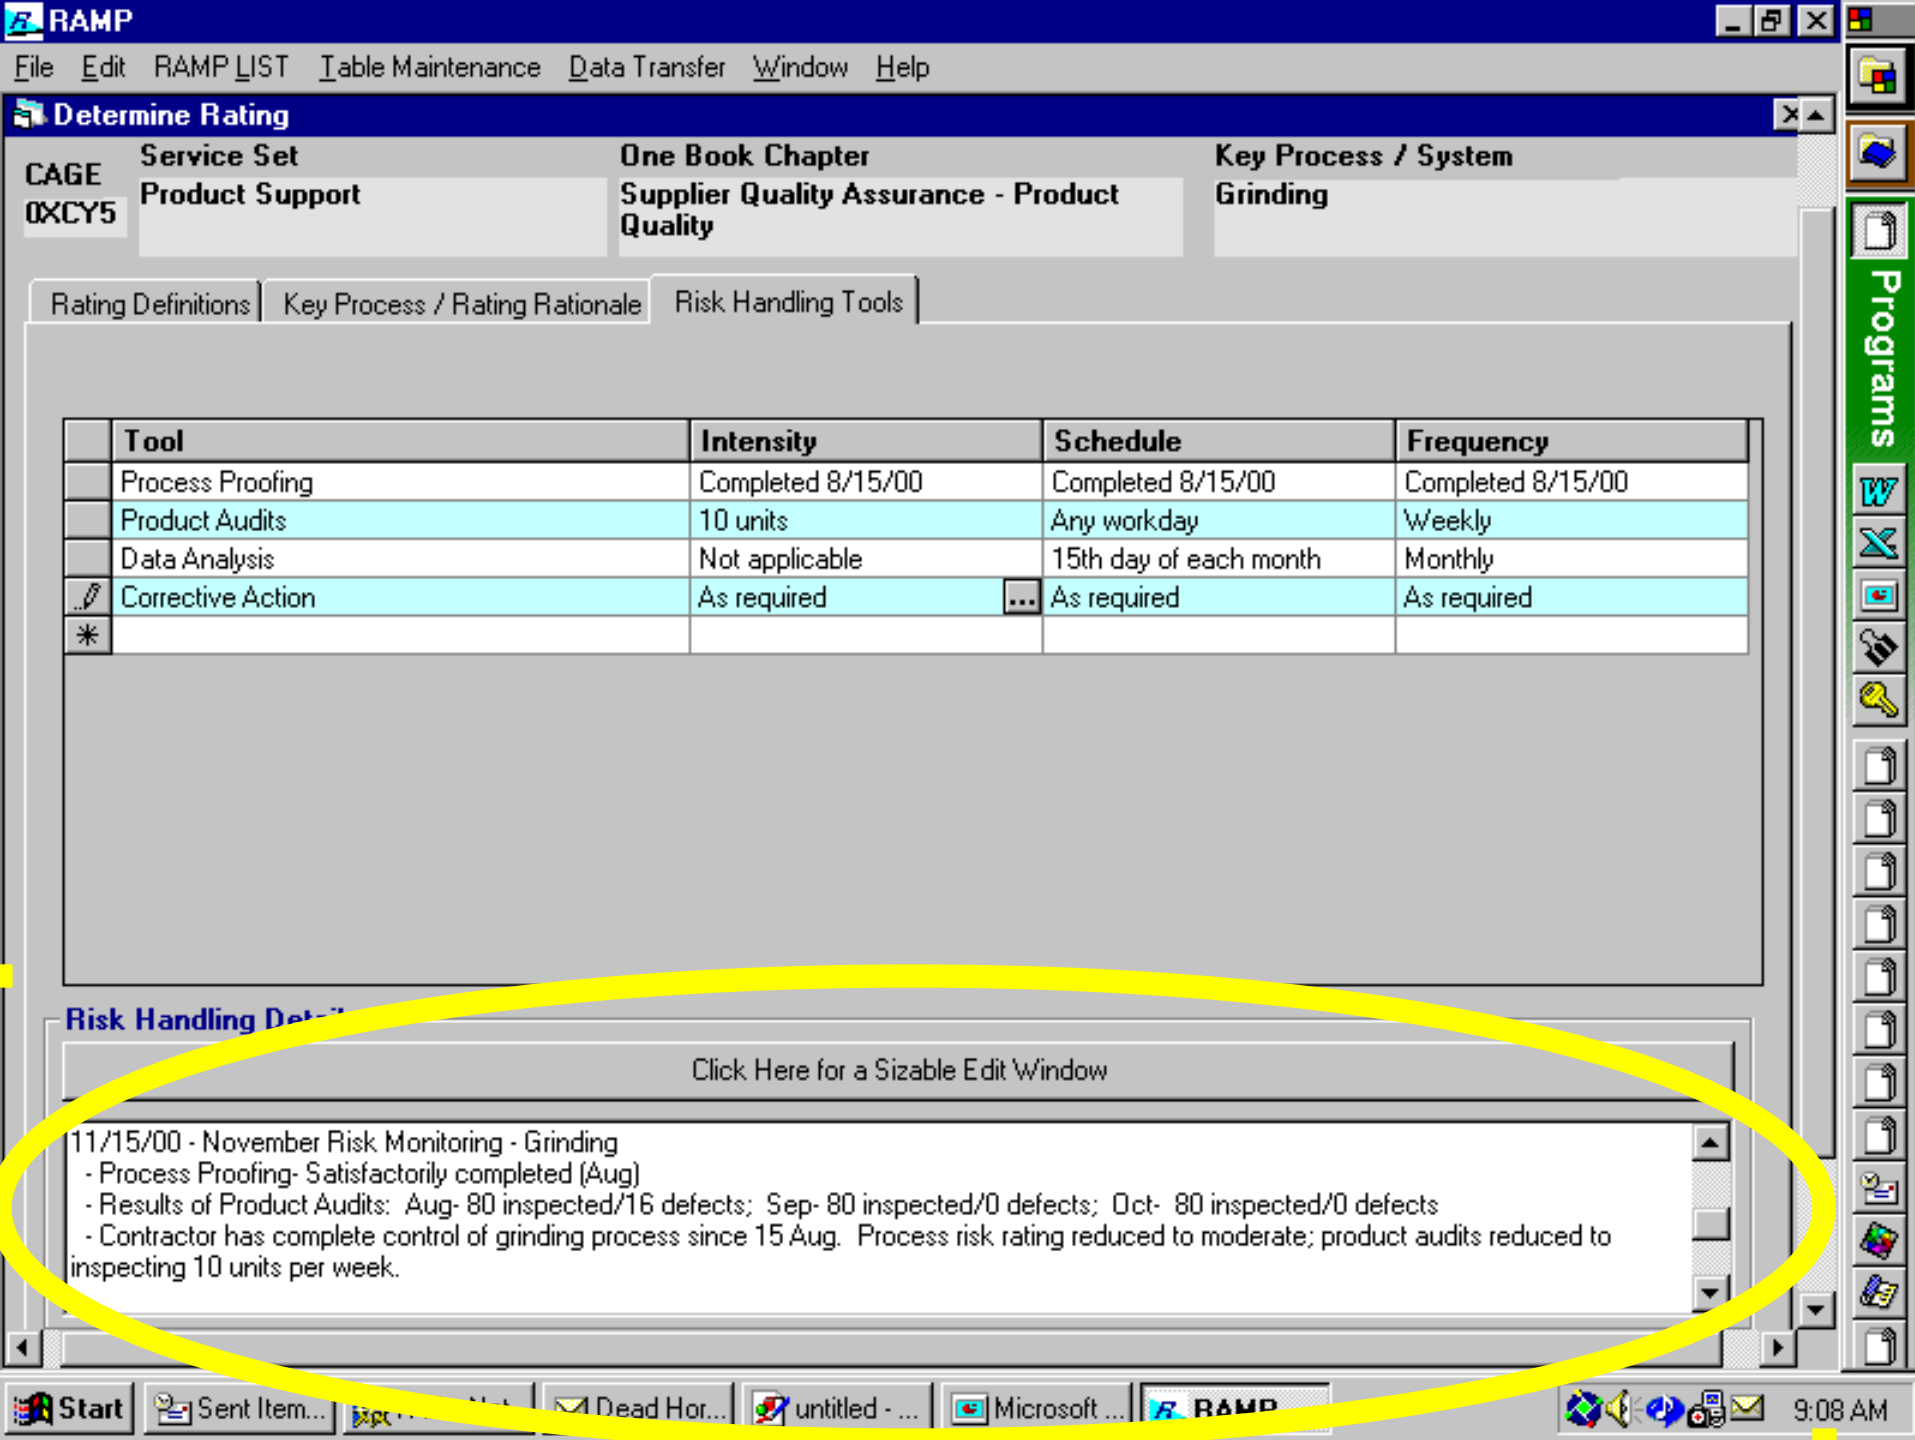 RAMP
File Edit RAMP LIST Table Maintenance Data Transfer Window Help
Determine Rating
CAGE Service Set One Book Chapter Key Process / System
0XCY5 Product Support Supplier Quality Assurance - Product Grinding
Quality
Rating Definitions Key Process / Rating Rationale Risk Handling Tools
Programs
Tool Intensity Schedule Frequency
Process Proofing Completed 8/15/00 Completed 8/15/00 Completed 8/15/00
Product Audits 10 units Any workday Weekly
Data Analysis Not applicable 15th day of each month Monthly
Corrective Action As required ... As required As required
Risk Handling
Click Here for a Sizable Edit Window
11/15/00 - November Risk Monitoring - Grinding
- Process Proofing- Satisfactorily completed (Aug)
- Results of Product Audits: Aug- 80 inspected/16 defects; Sep- 80 inspected/0 defects; Oct- 80 inspected/0 defects
- Contractor has complete control of grinding process since 15 Aug. Process risk rating reduced to moderate; product audits reduced to
inspecting 10 units per week.
Start Sent Item... Dead Hor... untitled - ... Microsoft ... RAMP 9:08 AM